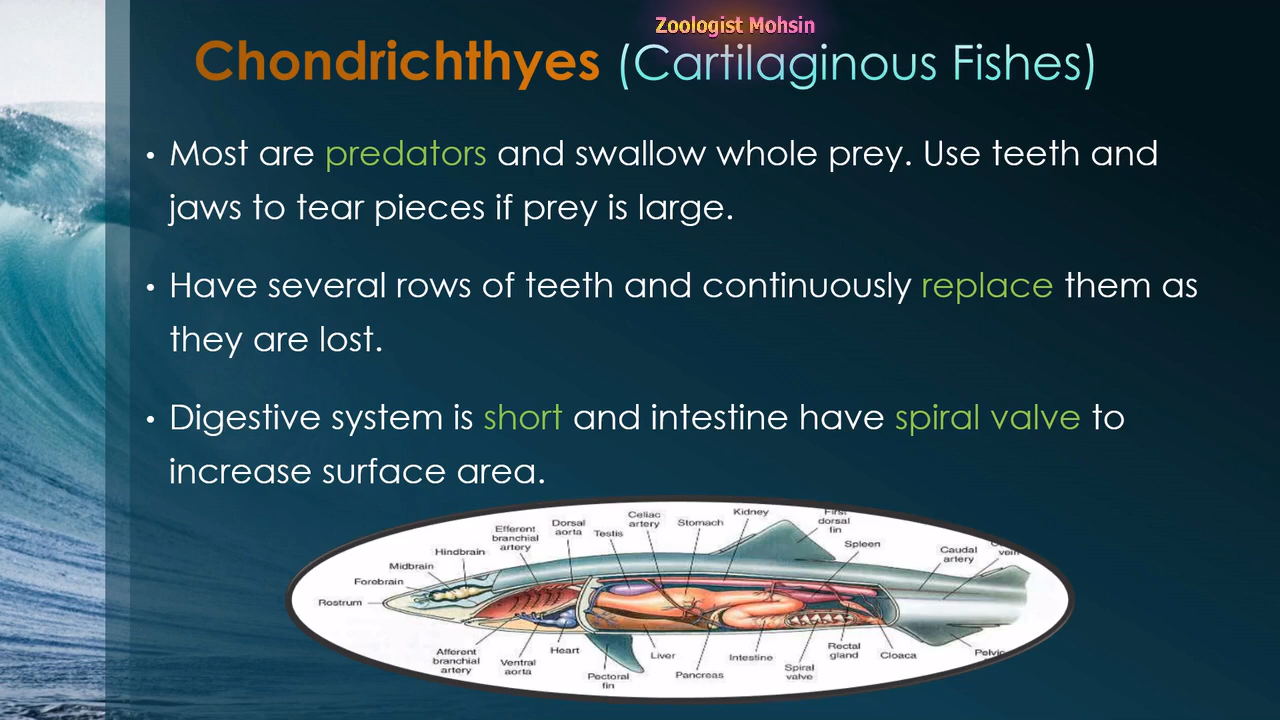 Zoologist Mohsin
Chondrichthyes (Cartilaginous Fishes)
• Most are predators and swallow whole prey. Use teeth and
jaws to tear pieces if prey is large.
• Have several rows of teeth and continuously replace them as
they are lost.
• Digestive system is short and intestine have spiral valve to
increase surface area.
Kidney
First
dorsal
fin
Celiac
artery
Stomach
Dorsal
aorta
Testis
Efferent
branchial
artery
Spleen
Hindbrain
Caudal
artery
Midbrain
Forebrain
Rostrum
Afferent
branchial
artery
Ventral
aorta
Heart
Pectoral
fin
Liver
Pancreas
Intestine
Spiral
valve
Rectal
gland
Cloaca